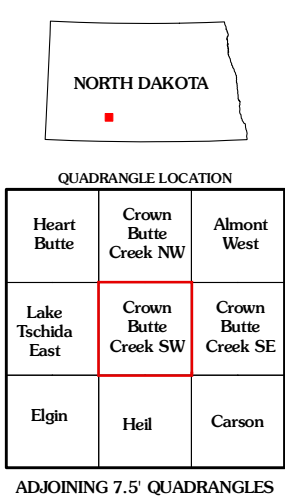 NORTH DAKOTA
QUADRANGLE LOCATION
Heart
Butte
Crown
Butte
Creek NW
Almont
West
Lake
Tschida
East
Crown
Butte
Creek SW
Crown
Butte
Creek SE
Elgin
Heil
Carson
ADJOINING 7.5' QUADRANGLES